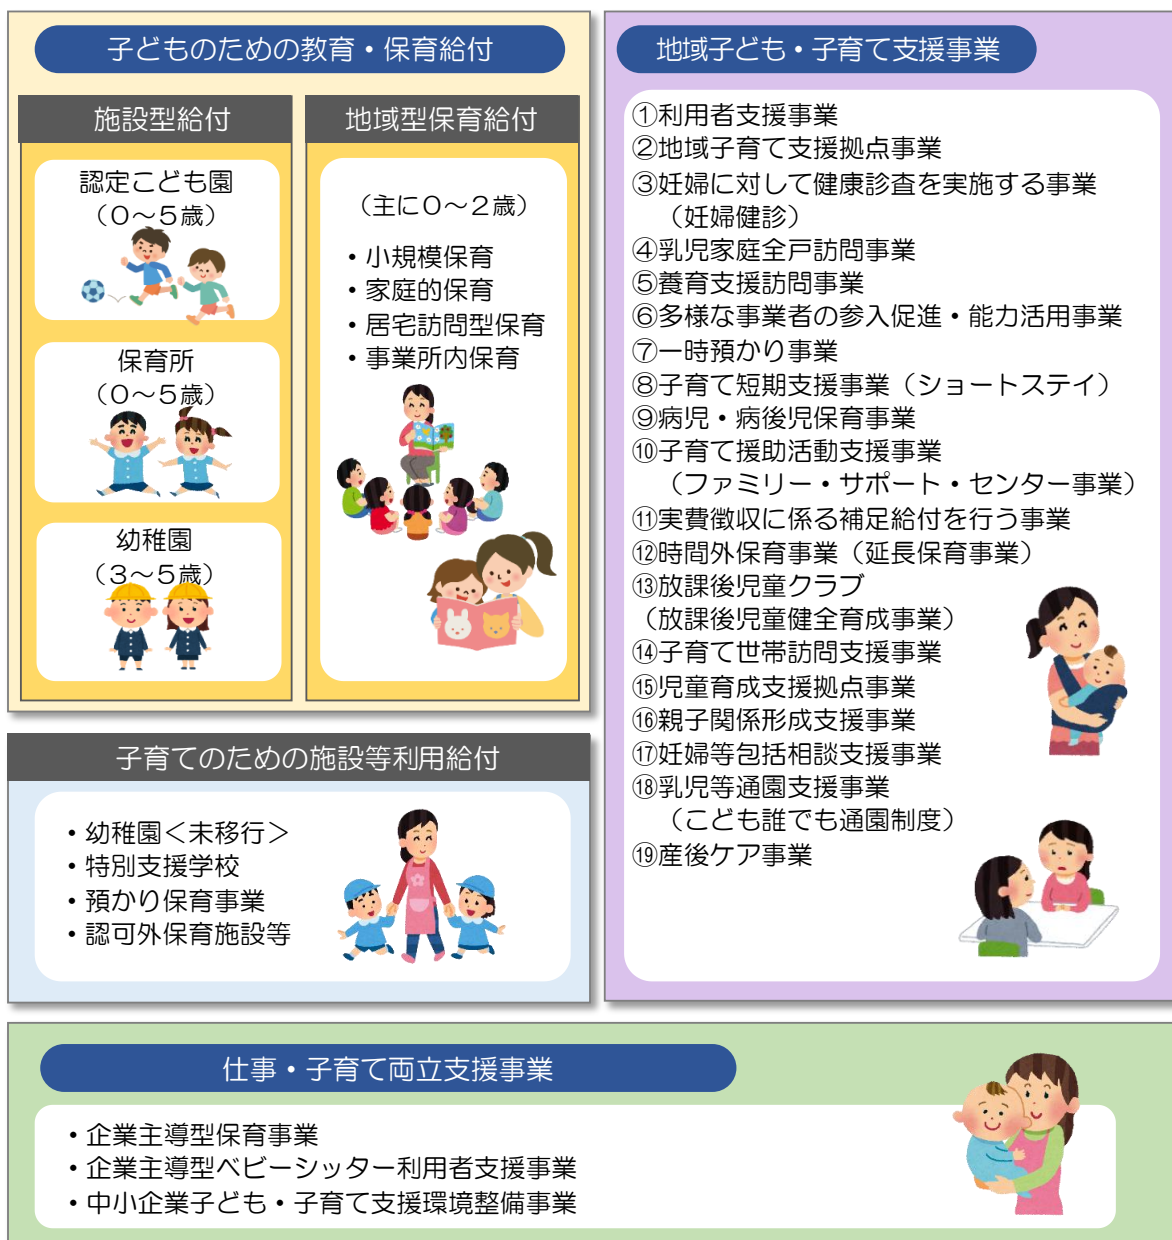 子どものための教育・保育給付
施設型給付
認定こども園
（０～５歳）
保育所
（０～５歳）
幼稚園
（３～５歳）
地域型保育給付
（主に０～２歳）
・小規模保育
・家庭的保育
・居宅訪問型保育
・事業所内保育
子育てのための施設等利用給付
・幼稚園＜未移行＞
・特別支援学校
・預かり保育事業
・認可外保育施設等
地域子ども・子育て支援事業
①利用者支援事業
②地域子育て支援拠点事業
③妊婦に対して健康診査を実施する事業
（妊婦健診）
④乳児家庭全戸訪問事業
⑤養育支援訪問事業
⑥多様な事業者の参入促進・能力活用事業
⑦一時預かり事業
⑧子育て短期支援事業（ショートステイ）
⑨病児・病後児保育事業
⑩子育て援助活動支援事業
（ファミリー・サポート・センター事業）
⑪実費徴収に係る補足給付を行う事業
⑫時間外保育事業（延長保育事業）
⑬放課後児童クラブ
（放課後児童健全育成事業）
⑭子育て世帯訪問支援事業
⑮児童育成支援拠点事業
⑯親子関係形成支援事業
⑰妊婦等包括相談支援事業
⑱乳児等通園支援事業
（こども誰でも通園制度）
⑲産後ケア事業
仕事・子育て両立支援事業
・企業主導型保育事業
・企業主導型ベビーシッター利用者支援事業
・中小企業子ども・子育て支援環境整備事業